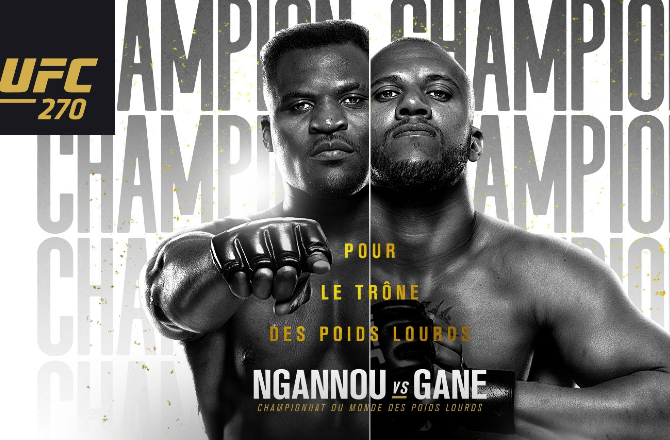 UFC
270
CHAMPION CHAMPION
CHAMPION CHAMPION
POUR
LE TRÔNE
DES POIDS LOURDS
NGANNOU VS GANE
CHAMPIONNAT DU MONDE DES POIDS LOURDS